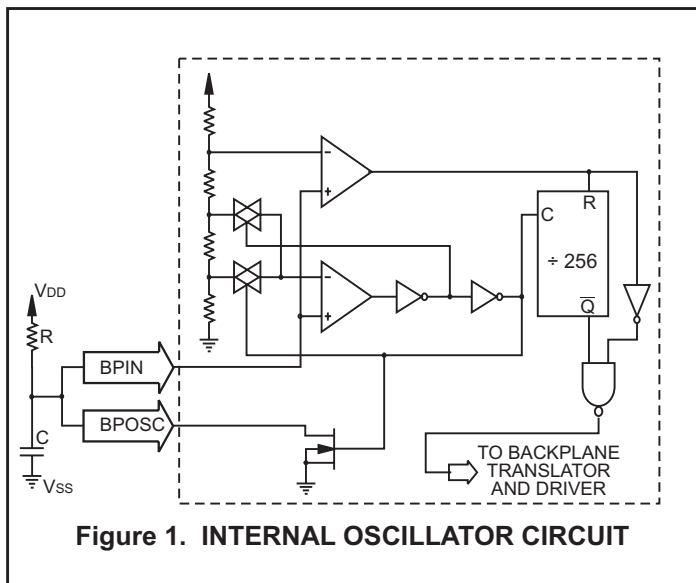 VDD
R
BPIN
BPOSC
C
VSS
-
+
-
+
C
R
÷ 256
Q̅
TO BACKPLANE
TRANSLATOR
AND DRIVER
Figure 1. INTERNAL OSCILLATOR CIRCUIT